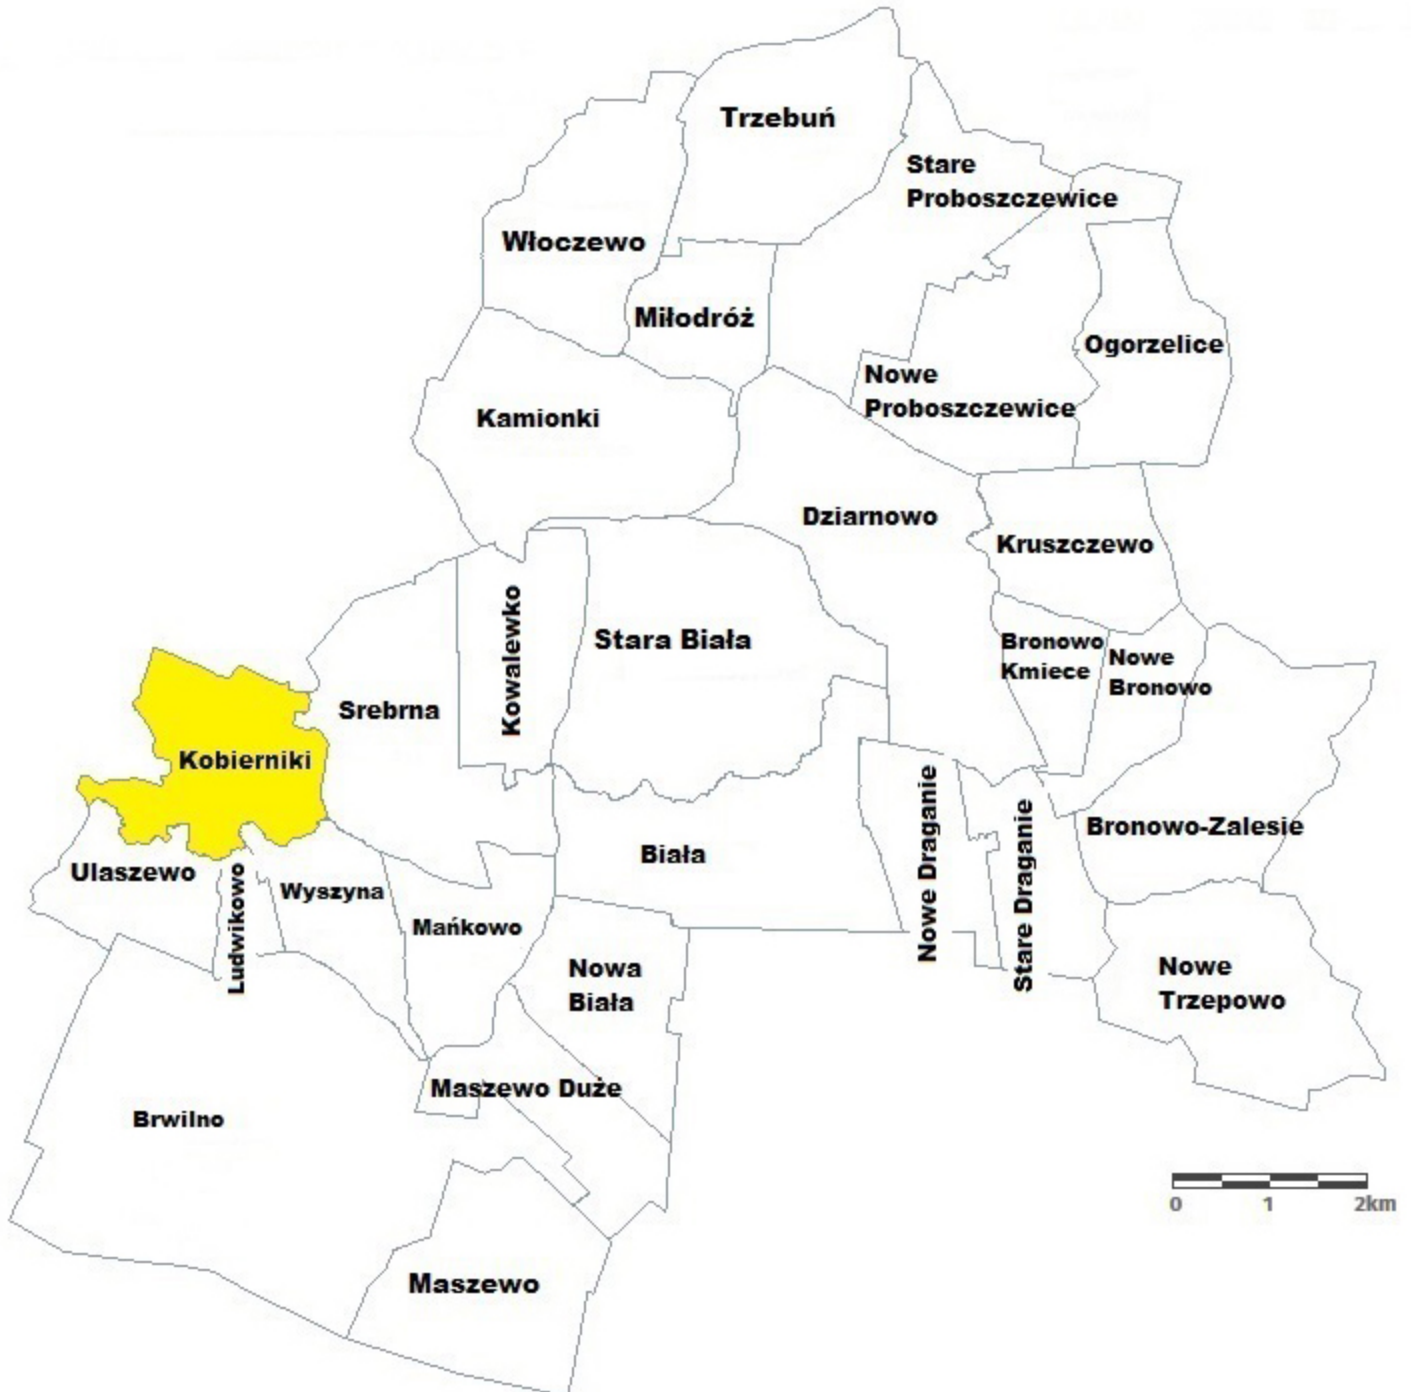 Trzebuń
Stare
Proboszczewice
Włoczewo
Miłodróż
Ogorzelice
Nowe
Proboszczewice
Kamionki
Dziarnowo
Kruszczewo
Kowalewko
Stara Biała
Bronowo
Kmiece
Nowe
Bronowo
Srebrna
Kobierniki
Nowe Draganie
Stare Draganie
Bronowo-Zalesie
Biała
Ulaszewo
Ludwikowo
Wyszyna
Mańkowo
Nowa
Biała
Nowe
Trzepowo
Maszewo Duże
Brwilno
0 1 2km
Maszewo